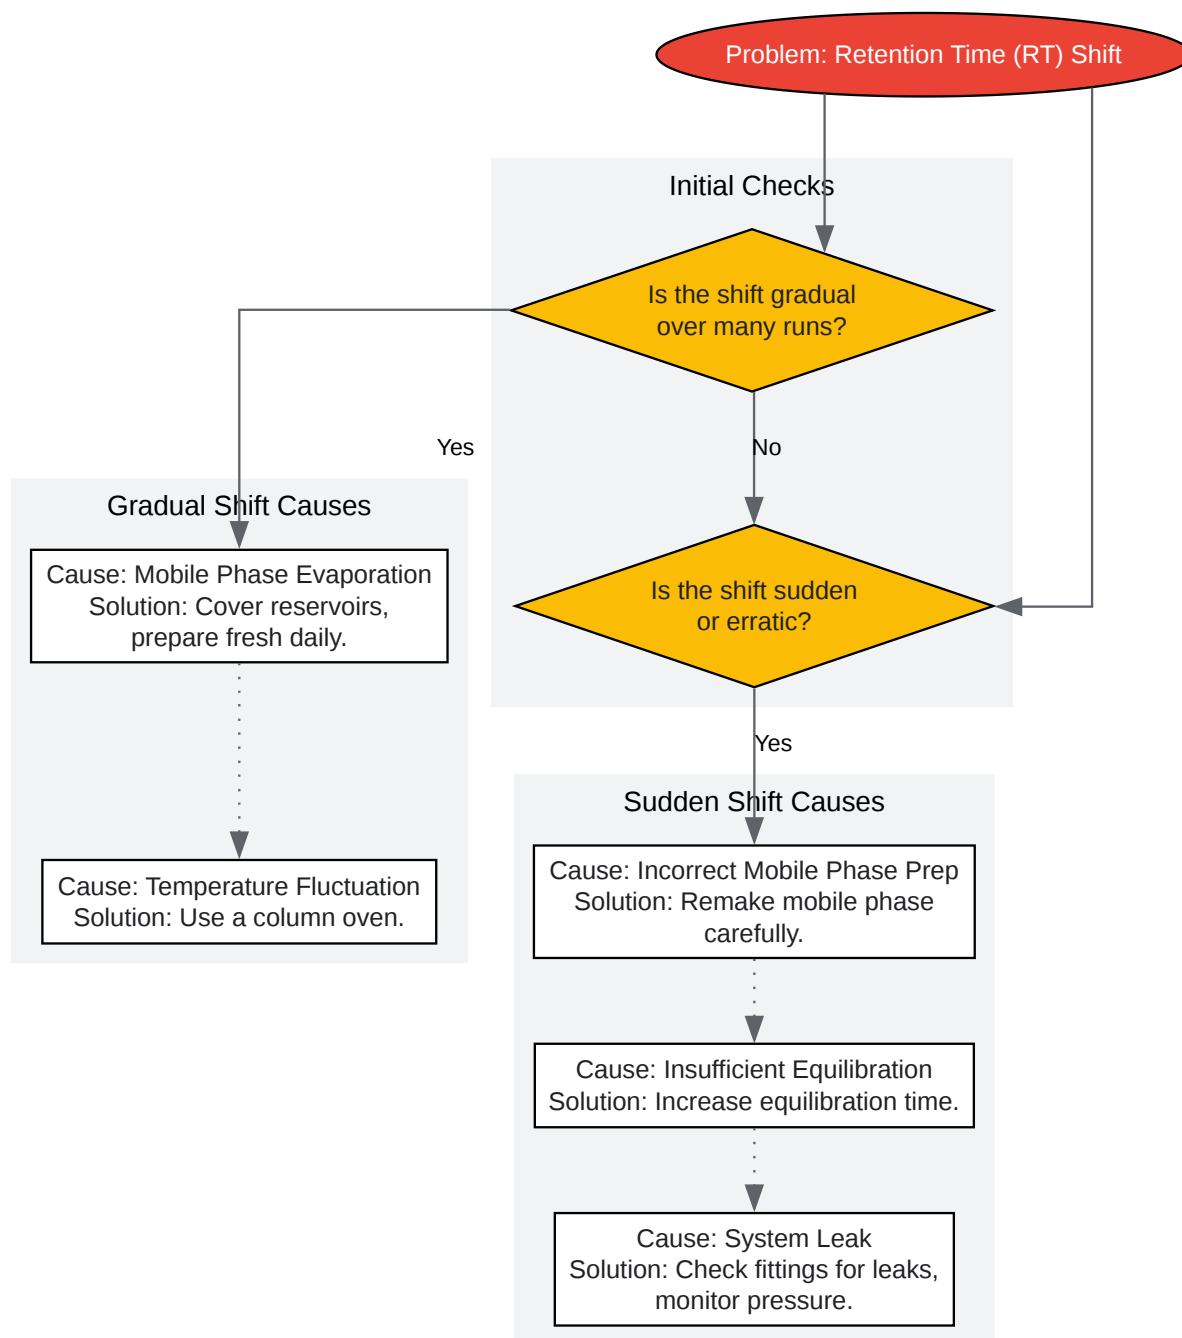 Problem: Retention Time (RT) Shift
Initial Checks
Is the shift gradual
over many runs?
Yes
No
Gradual Shift Causes
Cause: Mobile Phase Evaporation
Solution: Cover reservoirs,
prepare fresh daily.
Is the shift sudden
or erratic?
Yes
Cause: Temperature Fluctuation
Solution: Use a column oven.
Sudden Shift Causes
Cause: Incorrect Mobile Phase Prep
Solution: Remake mobile phase
carefully.
Cause: Insufficient Equilibration
Solution: Increase equilibration time.
Cause: System Leak
Solution: Check fittings for leaks,
monitor pressure.